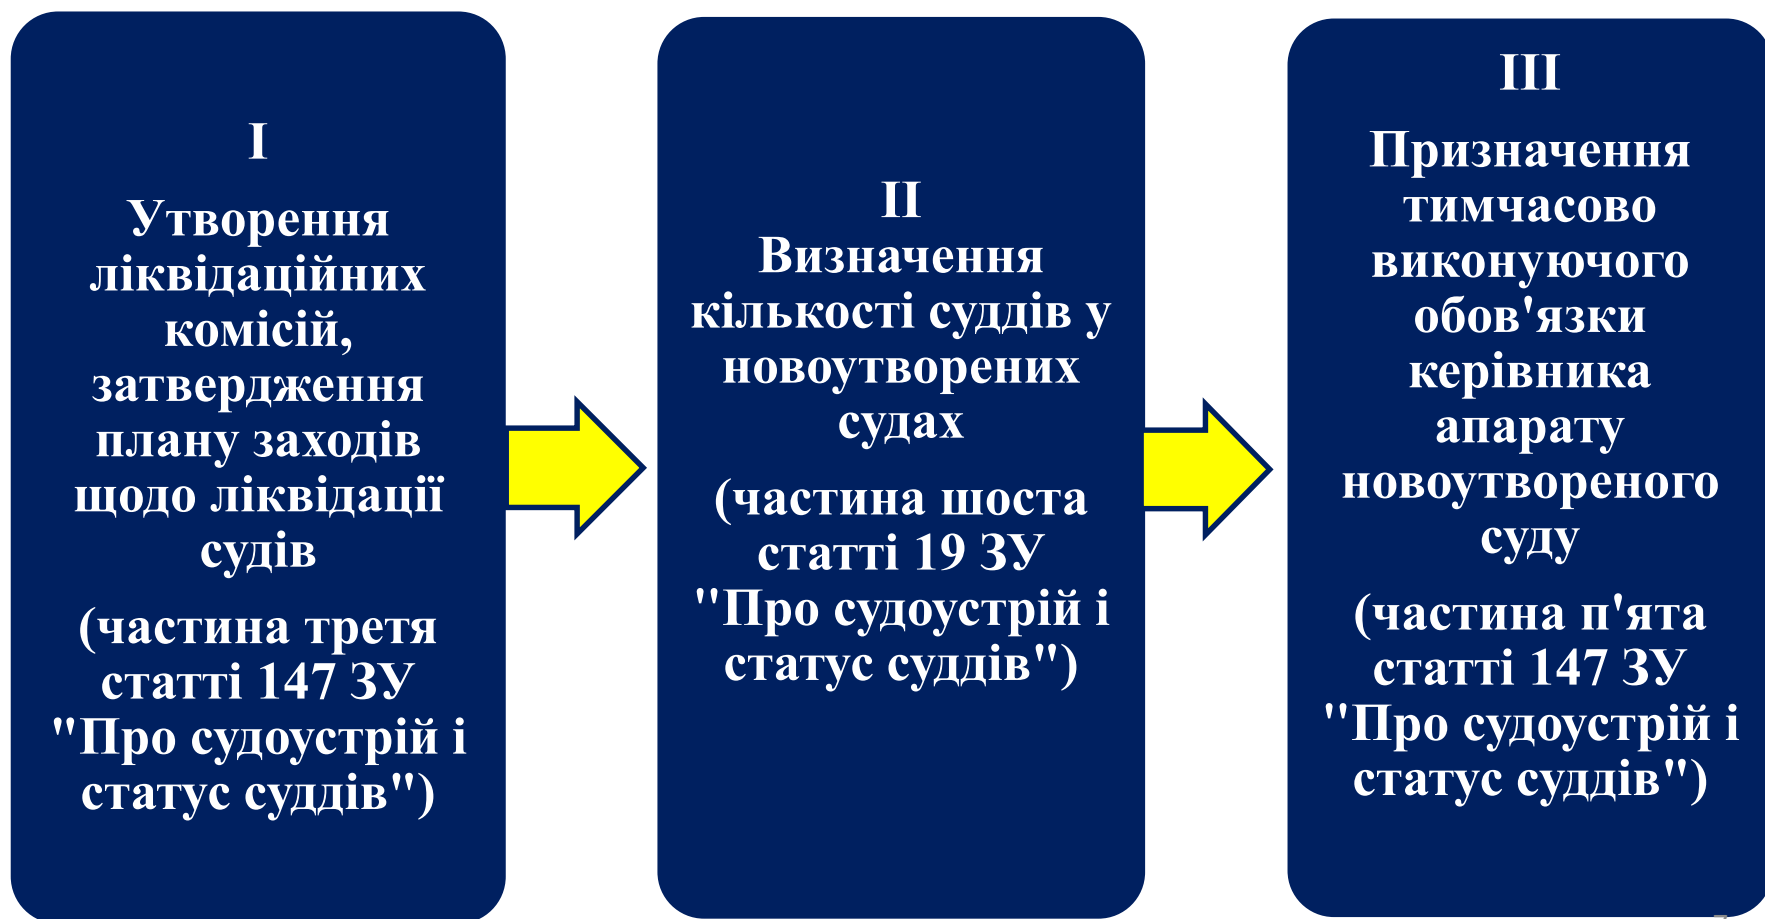 I
Утворення
ліквідаційних
комісій,
затвердження
плану заходів
щодо ліквідації
судів
(частина третя
статті 147 ЗУ
"Про судоустрій і
статус суддів")
II
Визначення
кількості суддів у
новоутворених
судах
(частина шоста
статті 19 ЗУ
"Про судоустрій і
статус суддів")
III
Призначення
тимчасово
виконуючого
обов'язки
керівника
апарату
новоутвореного
суду
(частина п'ята
статті 147 ЗУ
"Про судоустрій і
статус суддів")